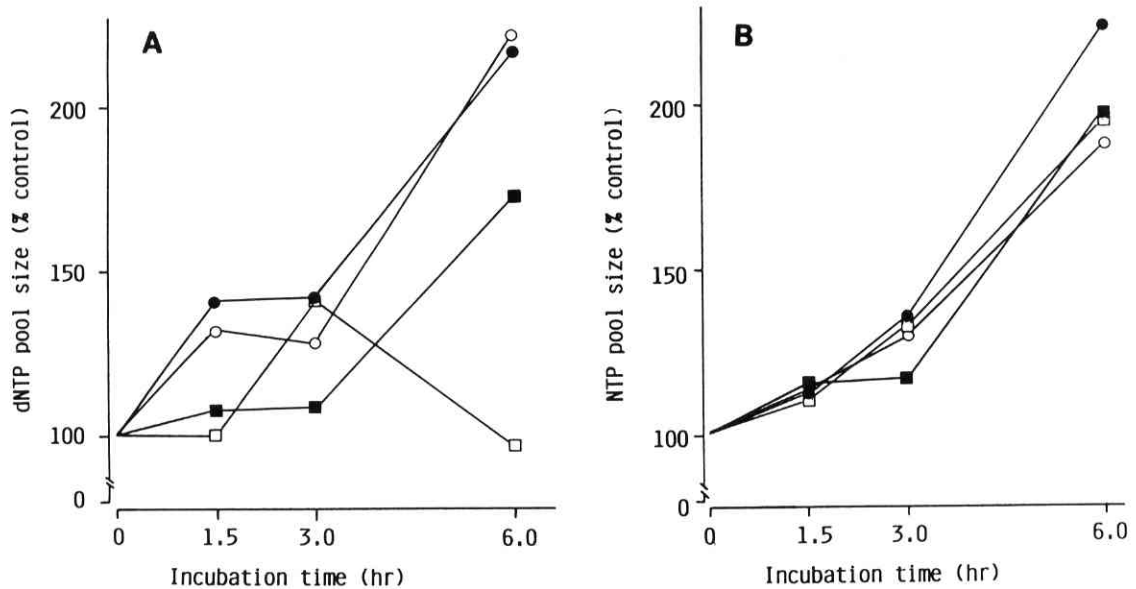 A
dNTP pool size (% control)
200
150
100
0
0 1.5 3.0 6.0
Incubation time (hr)
B
NTP pool size (% control)
200
150
100
0
0 1.5 3.0 6.0
Incubation time (hr)